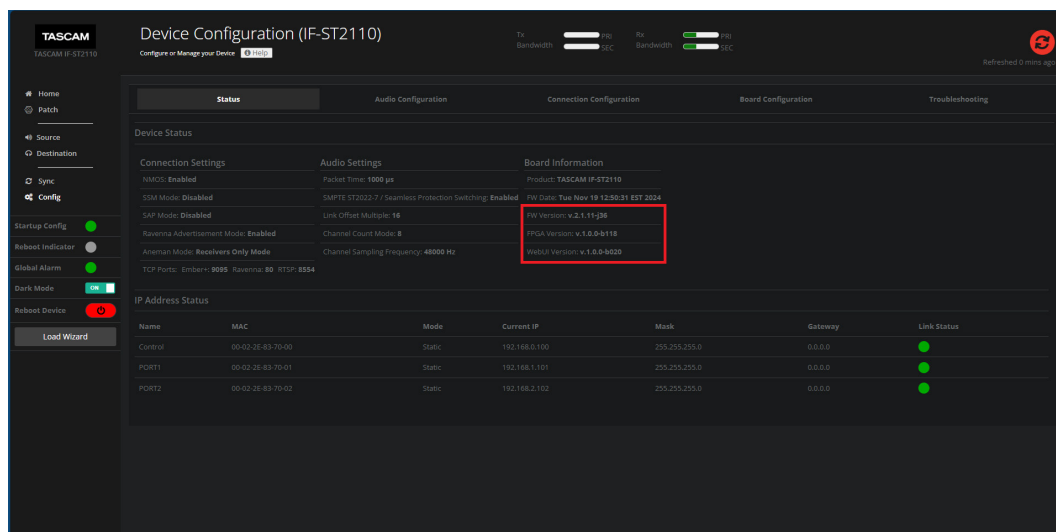 TASCAM
TASCAM IF-ST2110
Device Configuration (IF-ST2110)
Configure or Manage your Device Help
Tx
Bandwidth
PRI
SEC
Rx
Bandwidth
PRI
SEC
Refreshed 0 mins ago
Home
Patch
Source
Destination
Sync
Config
Startup Config
Reboot Indicator
Global Alarm
Dark Mode ON
Reboot Device
Load Wizard
Status Audio Configuration Connection Configuration Board Configuration Troubleshooting
Device Status
Connection Settings
NMOS: Enabled
SSM Mode: Disabled
SAP Mode: Disabled
Ravenna Advertisement Mode: Enabled
Aneman Mode: Receivers Only Mode
TCP Ports: Ember+: 9095 Ravenna: 80 RTSP: 8554
Audio Settings
Packet Time: 1000 μs
SMPTE ST2022-7 / Seamless Protection Switching: Enabled
Link Offset Multiple: 16
Channel Count Mode: 8
Channel Sampling Frequency: 48000 Hz
Board Information
Product: TASCAM IF-ST2110
FW Date: Tue Nov 19 12:50:31 EST 2024
FW Version: v.2.1.11-j36
FPGA Version: v.1.0.0-b118
WebUI Version: v.1.0.0-b020
IP Address Status
Name MAC Mode Current IP Mask Gateway Link Status
Control 00-02-2E-83-70-00 Static 192.168.0.100 255.255.255.0 0.0.0.0
PORT1 00-02-2E-83-70-01 Static 192.168.1.101 255.255.255.0 0.0.0.0
PORT2 00-02-2E-83-70-02 Static 192.168.2.102 255.255.255.0 0.0.0.0